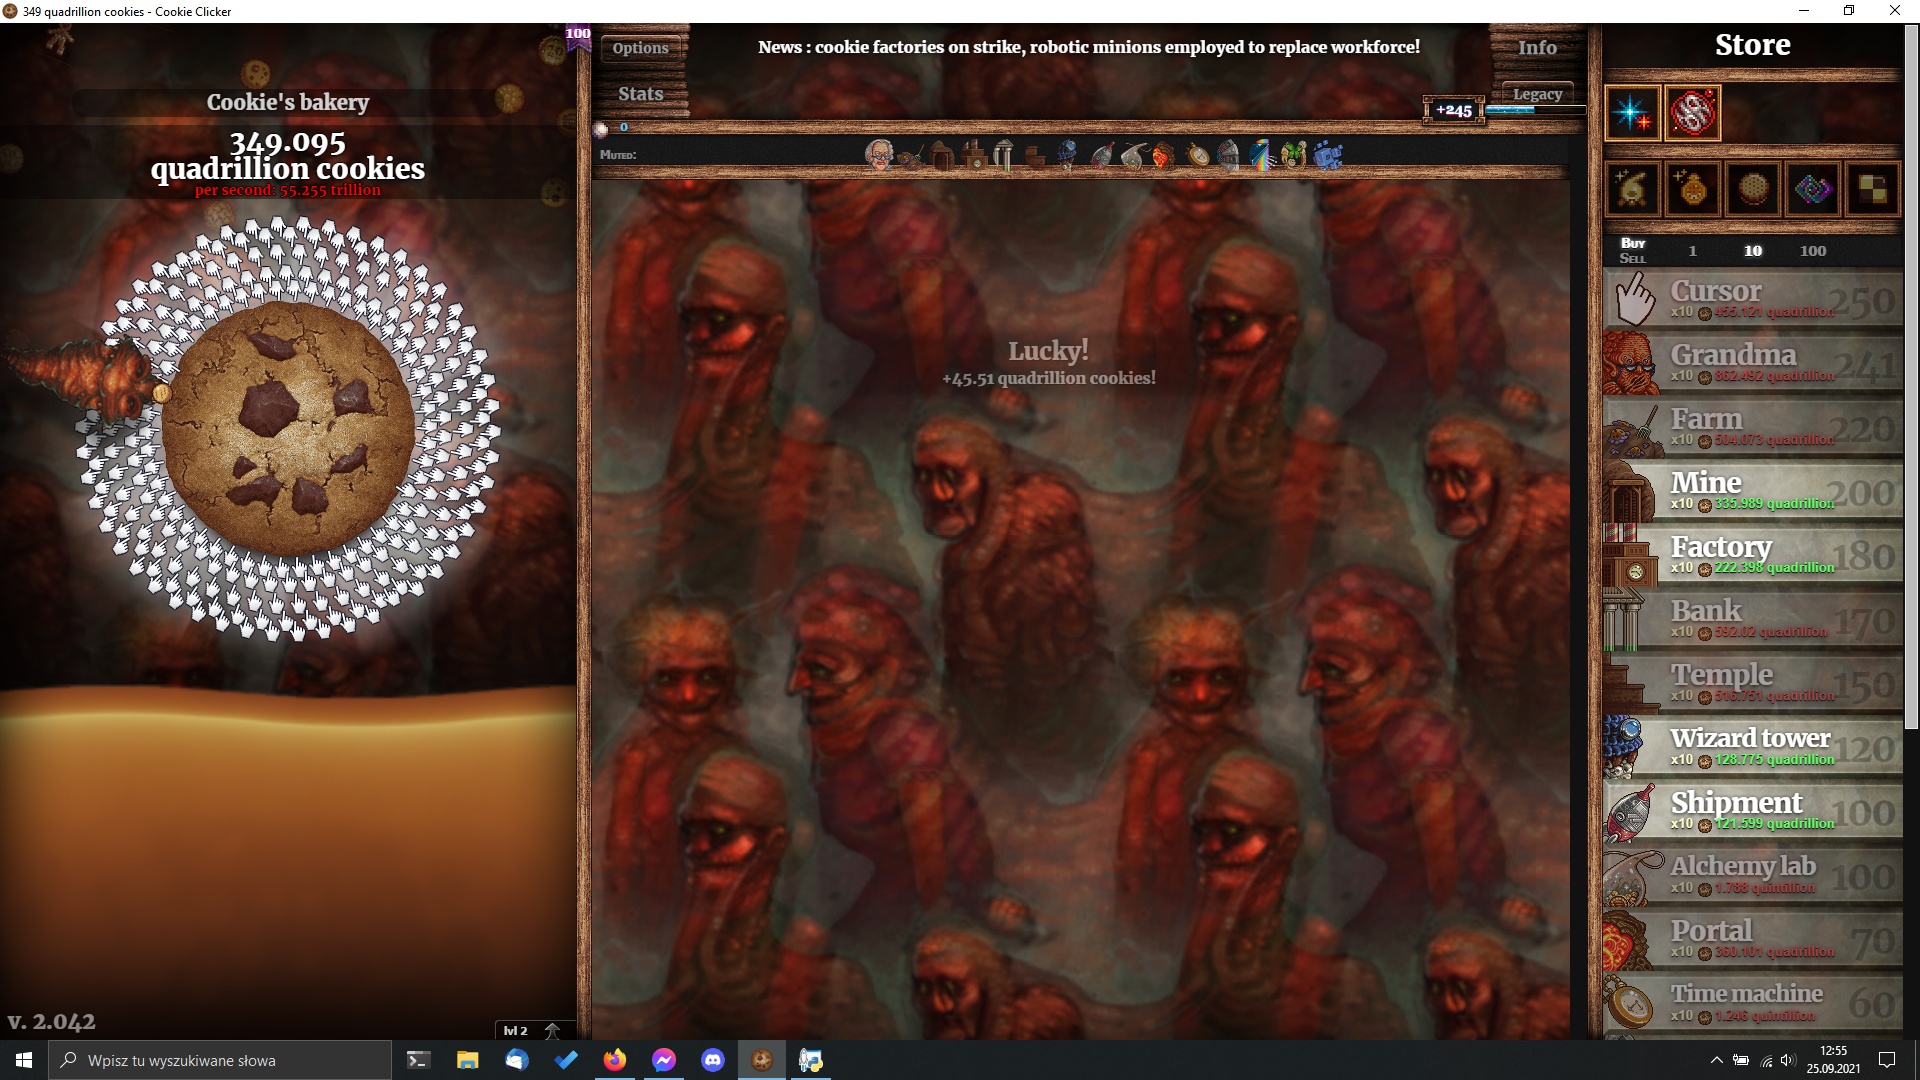 349 quadrillion cookies - Cookie Clicker
100
Options
Stats
News : cookie factories on strike, robotic minions employed to replace workforce!
Info
Legacy
+245
0
Muted:
Cookie's bakery
349.095
quadrillion cookies
per second: 55.255 trillion
Lucky!
+45.51 quadrillion cookies!
v. 2.042
lvl 2
Store
Buy
Sell
1
10
100
Cursor
x10 455.121 quadrillion
250
Grandma
x10 862.492 quadrillion
241
Farm
x10 504.073 quadrillion
220
Mine
x10 335.989 quadrillion
200
Factory
x10 222.398 quadrillion
180
Bank
x10 592.02 quadrillion
170
Temple
x10 516.751 quadrillion
150
Wizard tower
x10 128.775 quadrillion
120
Shipment
x10 121.599 quadrillion
100
Alchemy lab
x10 1.788 quintillion
100
Portal
x10 360.101 quadrillion
70
Time machine
x10 1.246 quintillion
60
Wpisz tu wyszukiwane słowa
12:55
25.09.2021